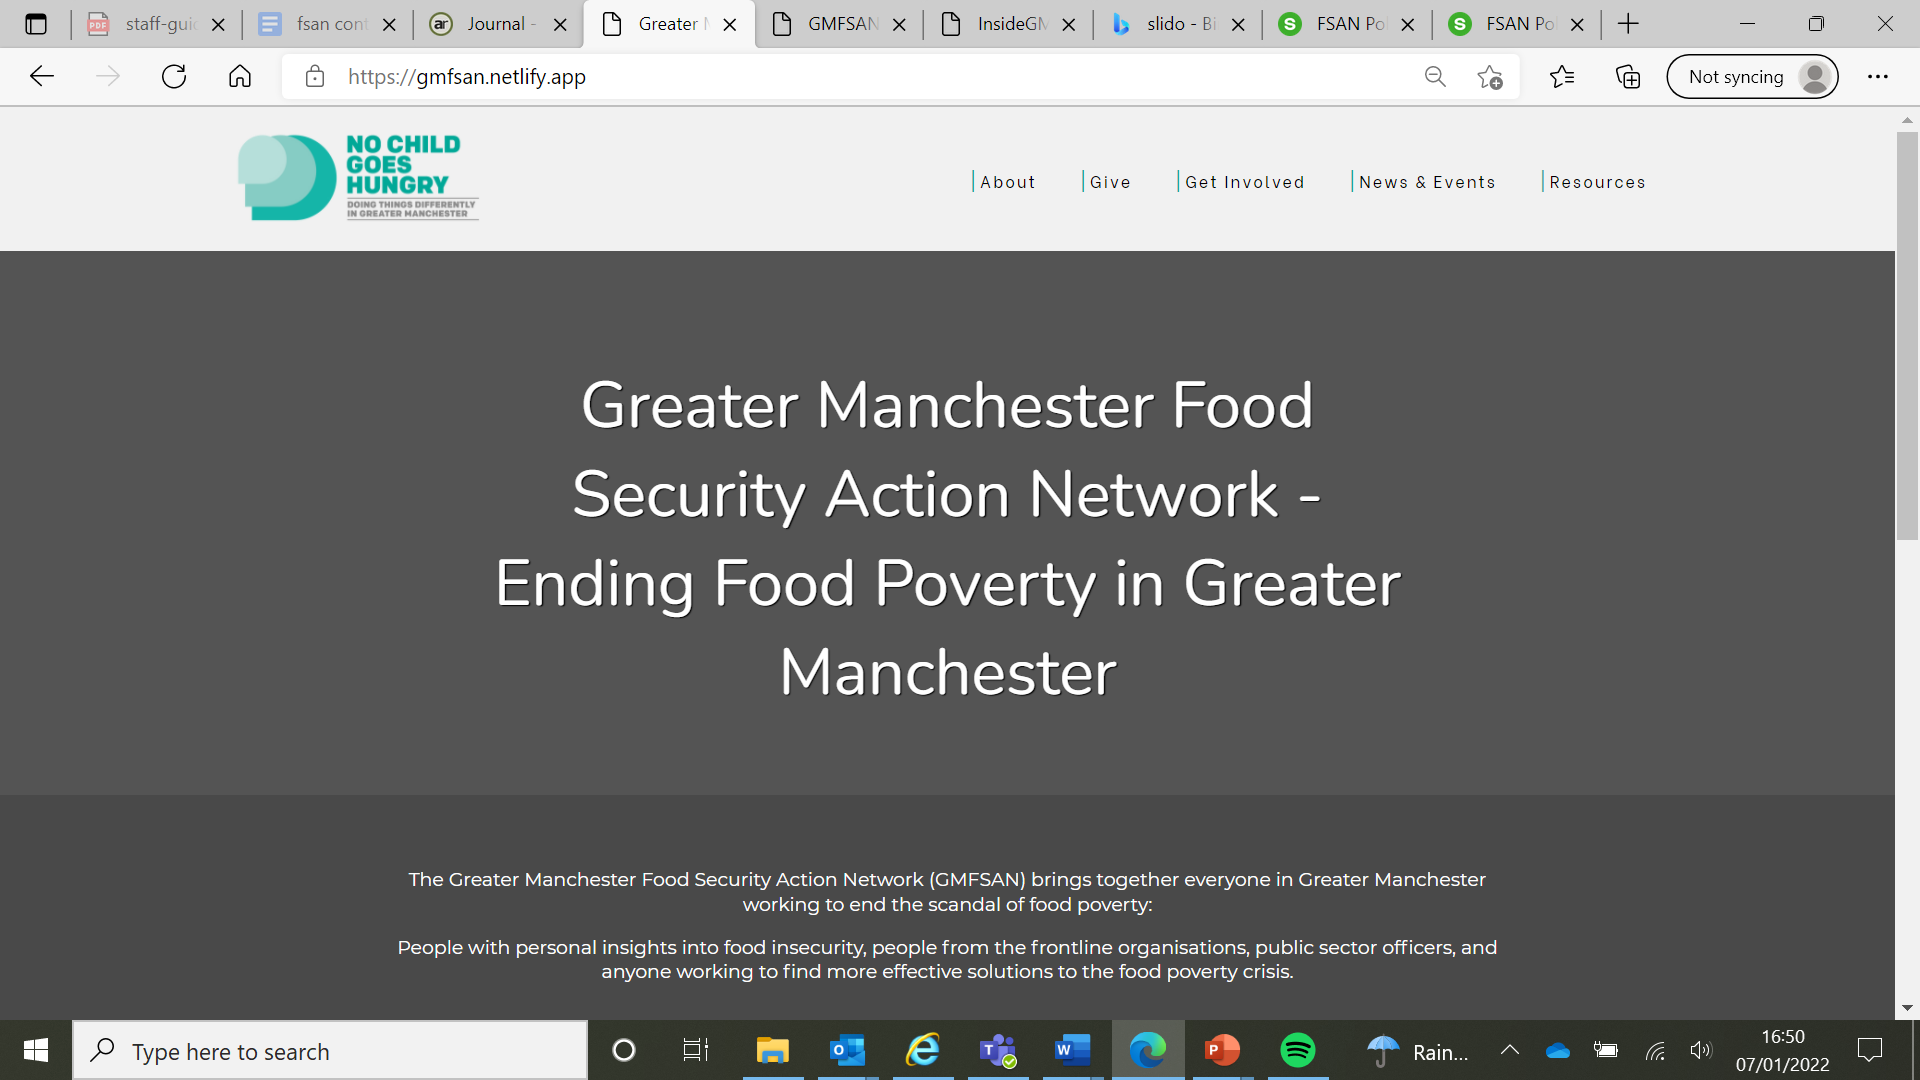 staff-guid
fsan cont
Journal -
Greater M
GMFSAN
InsideGM
slido - Bi
FSAN Pol
FSAN Pol
https://gmfsan.netlify.app
Not syncing
NO CHILD
GOES
HUNGRY
DOING THINGS DIFFERENTLY
IN GREATER MANCHESTER
About
Give
Get Involved
News & Events
Resources
Greater Manchester Food
Security Action Network -
Ending Food Poverty in Greater
Manchester
The Greater Manchester Food Security Action Network (GMFSAN) brings together everyone in Greater Manchester
working to end the scandal of food poverty:
People with personal insights into food insecurity, people from the frontline organisations, public sector officers, and
anyone working to find more effective solutions to the food poverty crisis.
Type here to search
Rain...
16:50
07/01/2022